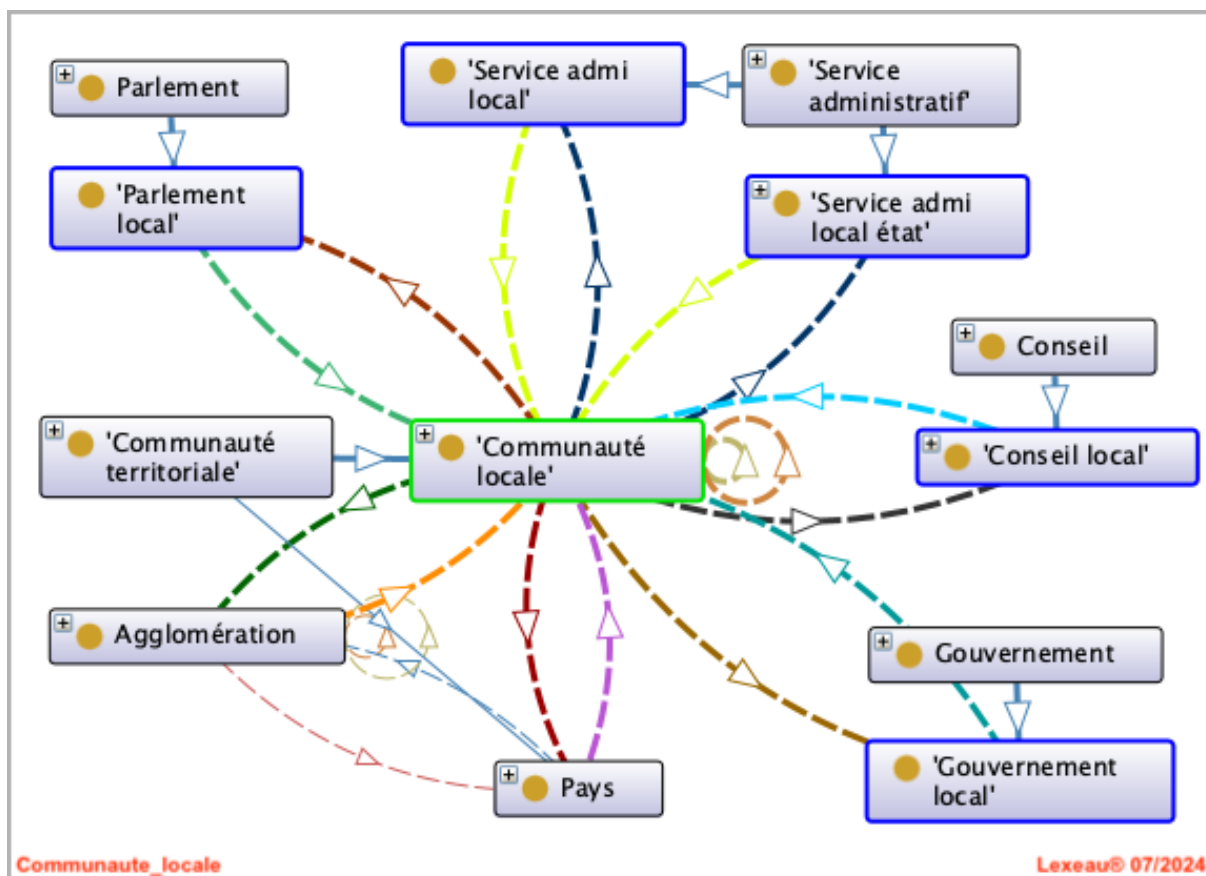 Parlement
'Service admi
local'
'Service
administratif'
'Parlement
local'
'Service admi
local état'
Conseil
'Communauté
territoriale'
'Communauté
locale'
'Conseil local'
Agglomération
Gouvernement
Pays
'Gouvernement
local'
Communaute_locale
Lexeau® 07/2024